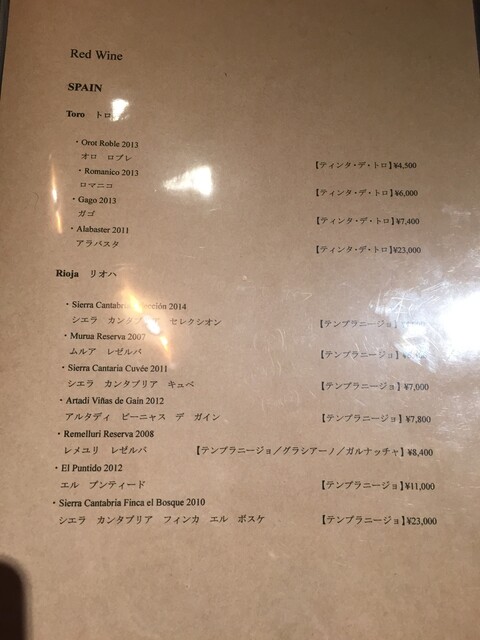 Red Wine
SPAIN
Toro トロ
・Orot Roble 2013
オロ ロブレ 【ティンタ・デ・トロ】¥4,500
・Romanico 2013
ロマニコ 【ティンタ・デ・トロ】¥6,000
・Gago 2013
ガゴ 【ティンタ・デ・トロ】¥7,400
・Alabaster 2011
アラバスタ 【ティンタ・デ・トロ】¥23,000
Rioja リオハ
・Sierra Cantabria 2014
シエラ カンタブリア セレクシオン 【テンプラニージョ】
・Murua Reserva 2007
ムルア レゼルバ 【テンプラニージョ】
・Sierra Cantaria Cuvée 2011
シエラ カンタブリア キュベ 【テンプラニージョ】¥7,000
・Artadi Viñas de Gain 2012
アルタディ ビーニャス デ ガイン 【テンプラニージョ】¥7,800
・Remelluri Reserva 2008
レメユリ レゼルバ 【テンプラニージョ／グラシアーノ／ガルナッチャ】¥8,400
・El Puntido 2012
エル プンティード 【テンプラニージョ】¥11,000
・Sierra Cantabria Finca el Bosque 2010
シエラ カンタブリア フィンカ エル ボスケ 【テンプラニージョ】¥23,000